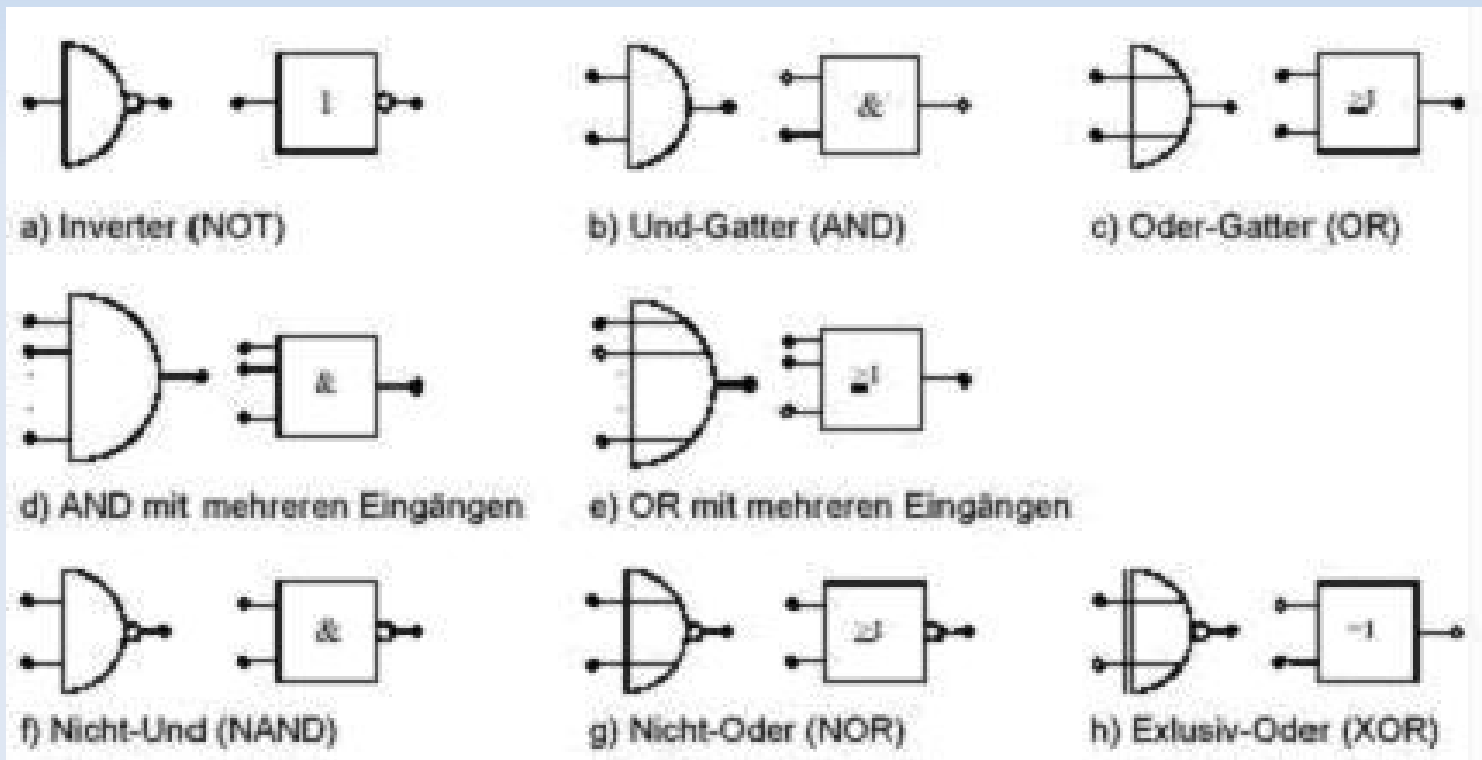 1
&
≥1
a) Inverter (NOT)
b) Und-Gatter (AND)
c) Oder-Gatter (OR)
&
≥1
d) AND mit mehreren Eingängen
e) OR mit mehreren Eingängen
&
≥1
=1
f) Nicht-Und (NAND)
g) Nicht-Oder (NOR)
h) Exlusiv-Oder (XOR)